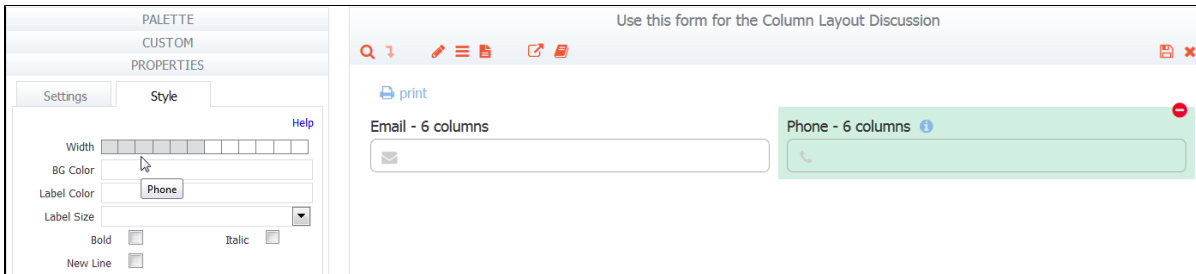 PALETTE
CUSTOM
PROPERTIES
Settings Style
Help
Width
BG Color
Phone
Label Color
Label Size
Bold Italic
New Line
Use this form for the Column Layout Discussion
print
Email - 6 columns
Phone - 6 columns